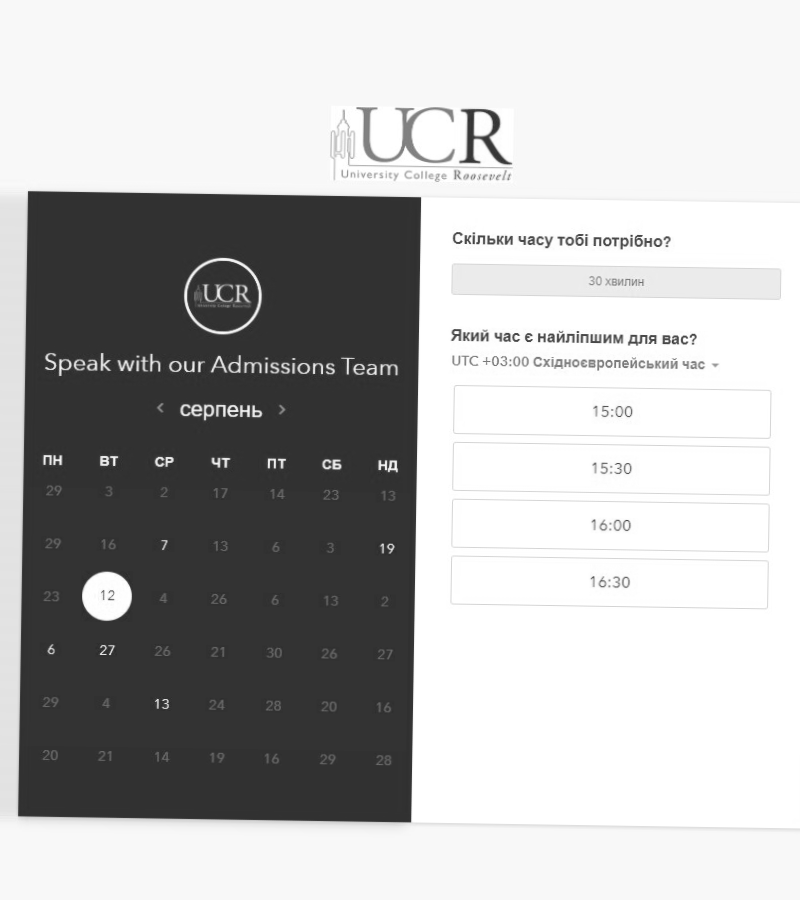 UCR
University College Roosevelt
UCR
Speak with our Admissions Team
серпень
ПН ВТ СР ЧТ ПТ СБ НД
29 3 2 17 14 23 13
29 16 7 13 6 3 19
23 12 4 26 6 13 2
6 27 26 21 30 26 27
29 4 13 24 28 20 16
20 21 14 19 16 29 28
Скільки часу тобі потрібно?
30 хвилин
Який час є найліпшим для вас?
UTC +03:00 Східноєвропейський час
15:00
15:30
16:00
16:30